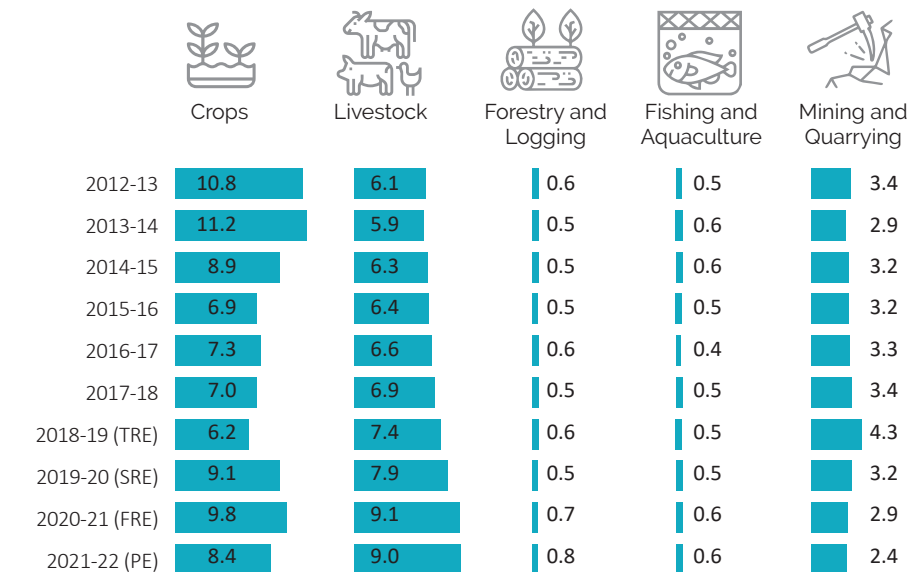 Crops Livestock Forestry and Fishing and Mining and
Logging Aquaculture Quarrying
2012-13 10.8 6.1 0.6 0.5 3.4
2013-14 11.2 5.9 0.5 0.6 2.9
2014-15 8.9 6.3 0.5 0.6 3.2
2015-16 6.9 6.4 0.5 0.5 3.2
2016-17 7.3 6.6 0.6 0.4 3.3
2017-18 7.0 6.9 0.5 0.5 3.4
2018-19 (TRE) 6.2 7.4 0.6 0.5 4.3
2019-20 (SRE) 9.1 7.9 0.5 0.5 3.2
2020-21 (FRE) 9.8 9.1 0.7 0.6 2.9
2021-22 (PE) 8.4 9.0 0.8 0.6 2.4